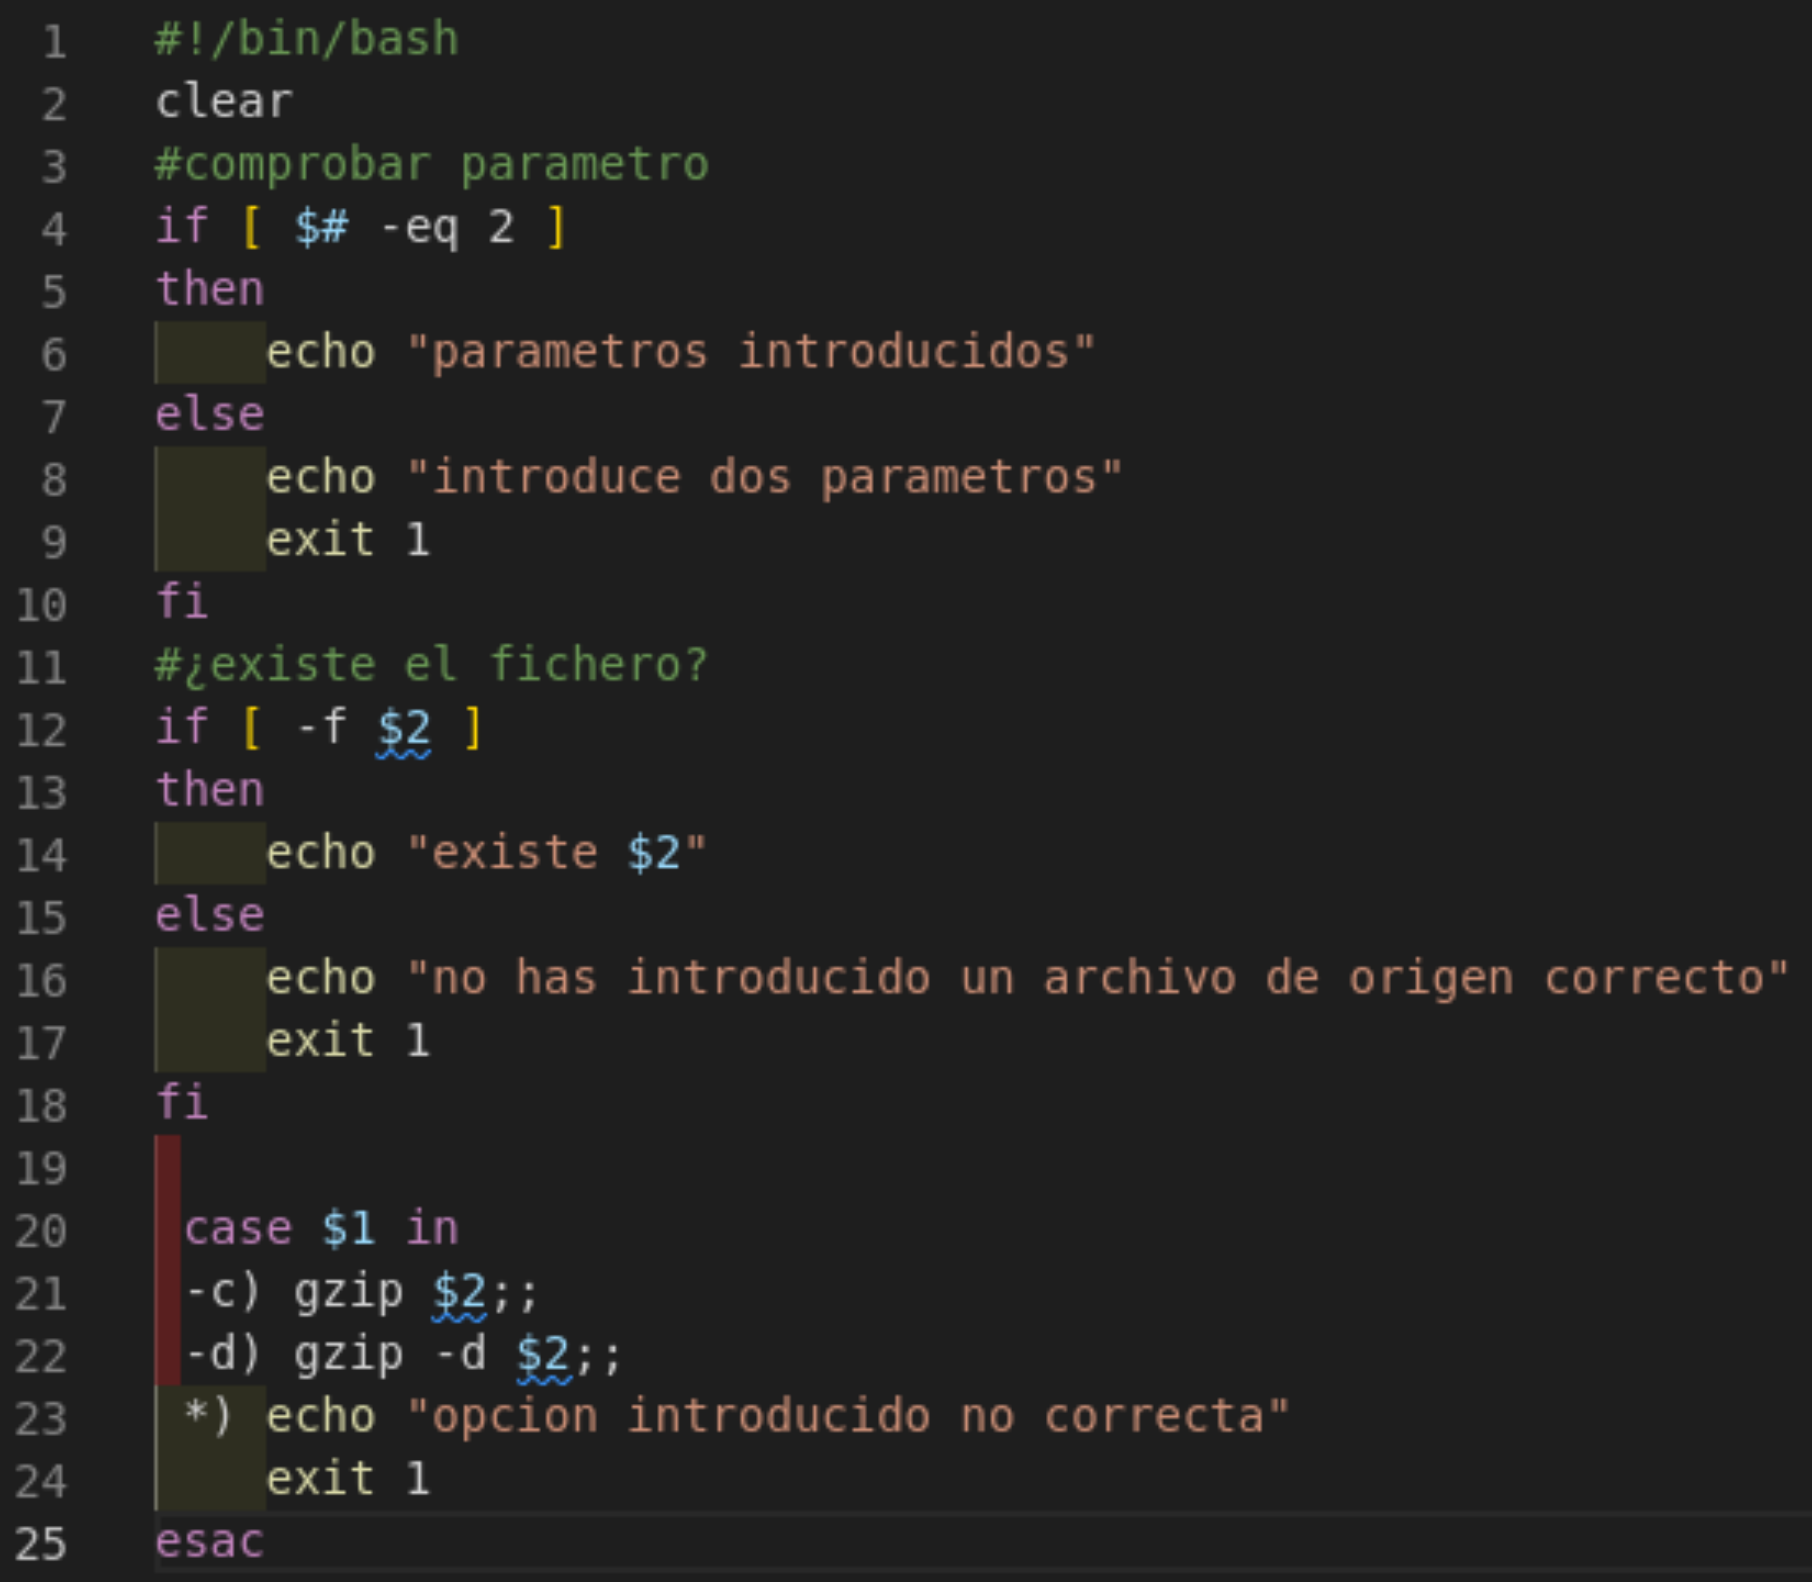 1 #!/bin/bash
2 clear
3 #comprobar parametro
4 if [ $# -eq 2 ]
5 then
6 echo "parametros introducidos"
7 else
8 echo "introduce dos parametros"
9 exit 1
10 fi
11 #¿existe el fichero?
12 if [ -f $2 ]
13 then
14 echo "existe $2"
15 else
16 echo "no has introducido un archivo de origen correcto"
17 exit 1
18 fi
19
20 case $1 in
21 -c) gzip $2;;
22 -d) gzip -d $2;;
23 *) echo "opcion introducido no correcta"
24 exit 1
25 esac